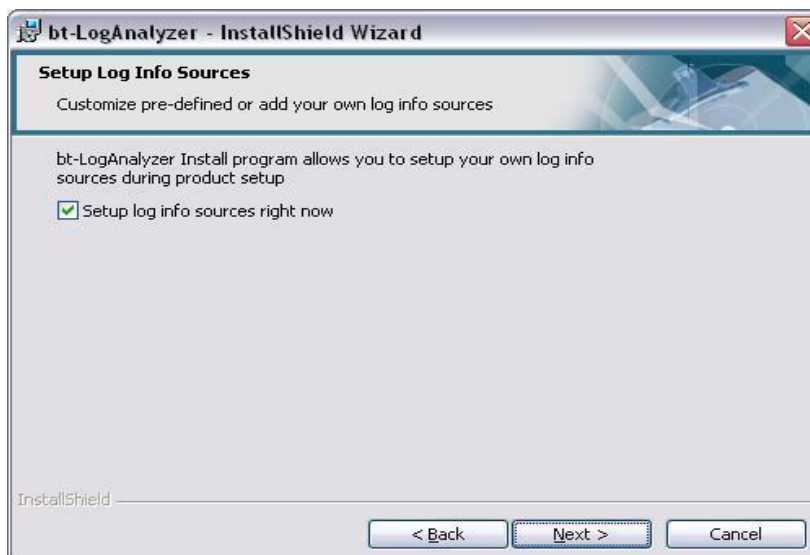 bt-LogAnalyzer - InstallShield Wizard
Setup Log Info Sources
Customize pre-defined or add your own log info sources
bt-LogAnalyzer Install program allows you to setup your own log info
sources during product setup
Setup log info sources right now
InstallShield
< Back
Next >
Cancel